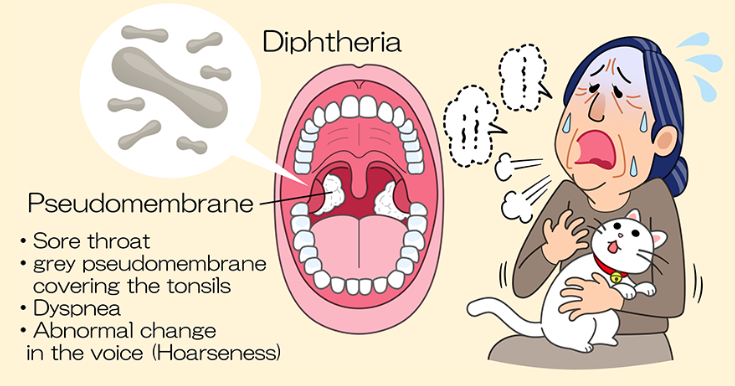 Diphtheria
Pseudomembrane
• Sore throat
• grey pseudomembrane
covering the tonsils
• Dyspnea
• Abnormal change
in the voice (Hoarseness)